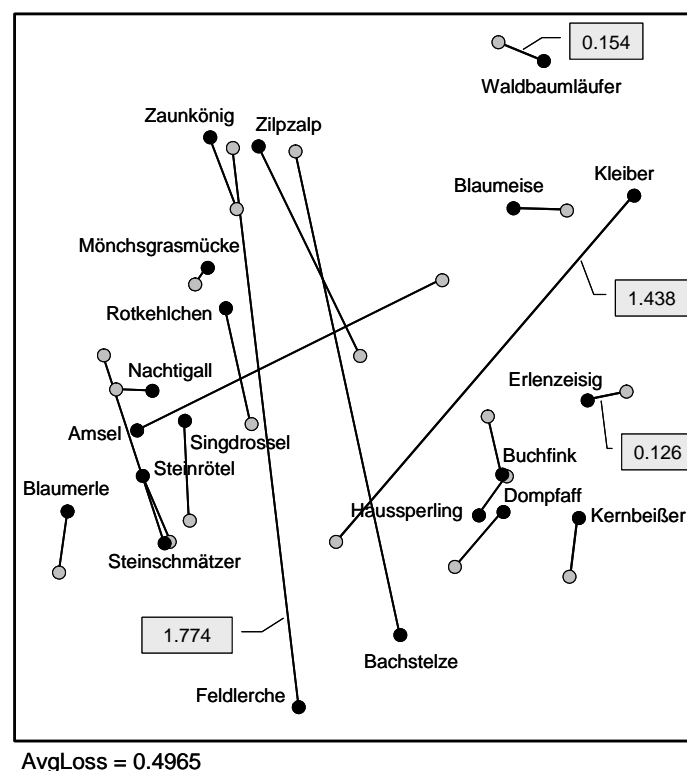 0.154
Waldbaumläufer
Zaunkönig
Zilpzalp
Blaumeise
Kleiber
Mönchsgrasmücke
1.438
Rotkehlchen
Nachtigall
Erlenzeisig
Amsel
Singdrossel
0.126
Buchfink
Steinrötel
Blaumerle
Dompfaff
Haussperling
Kernbeißer
Steinschmätzer
1.774
Bachstelze
Feldlerche
AvgLoss = 0.4965